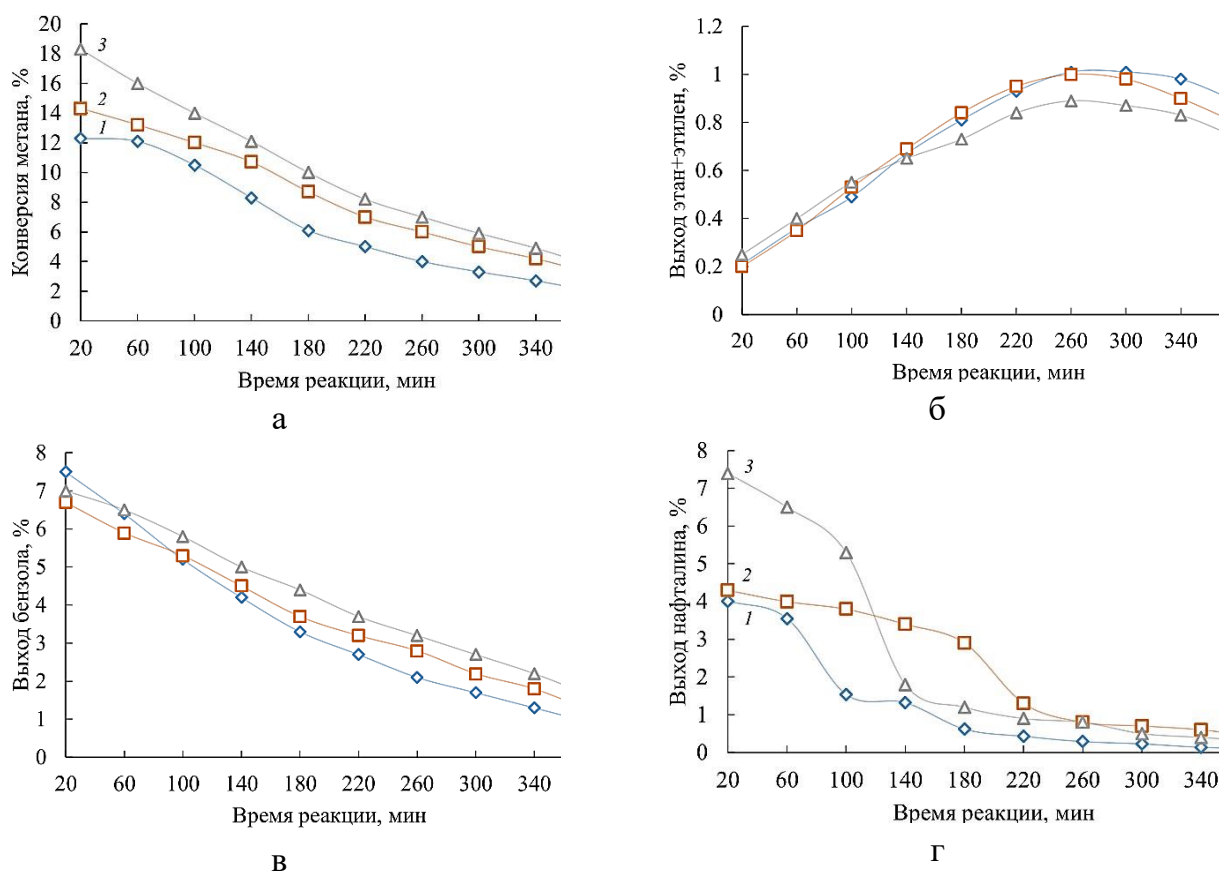 Конверсия метана, %
20
18
16
14
12
10
8
6
4
2
0
3
2
1
20 60 100 140 180 220 260 300 340
Время реакции, мин
а
Выход этан+этилен, %
1.2
1
0.8
0.6
0.4
0.2
0
20 60 100 140 180 220 260 300 340
Время реакции, мин
б
Выход бензола, %
8
7
6
5
4
3
2
1
0
20 60 100 140 180 220 260 300 340
Время реакции, мин
в
Выход нафталина, %
8
7
6
5
4
3
2
1
0
3
2
1
20 60 100 140 180 220 260 300 340
Время реакции, мин
г